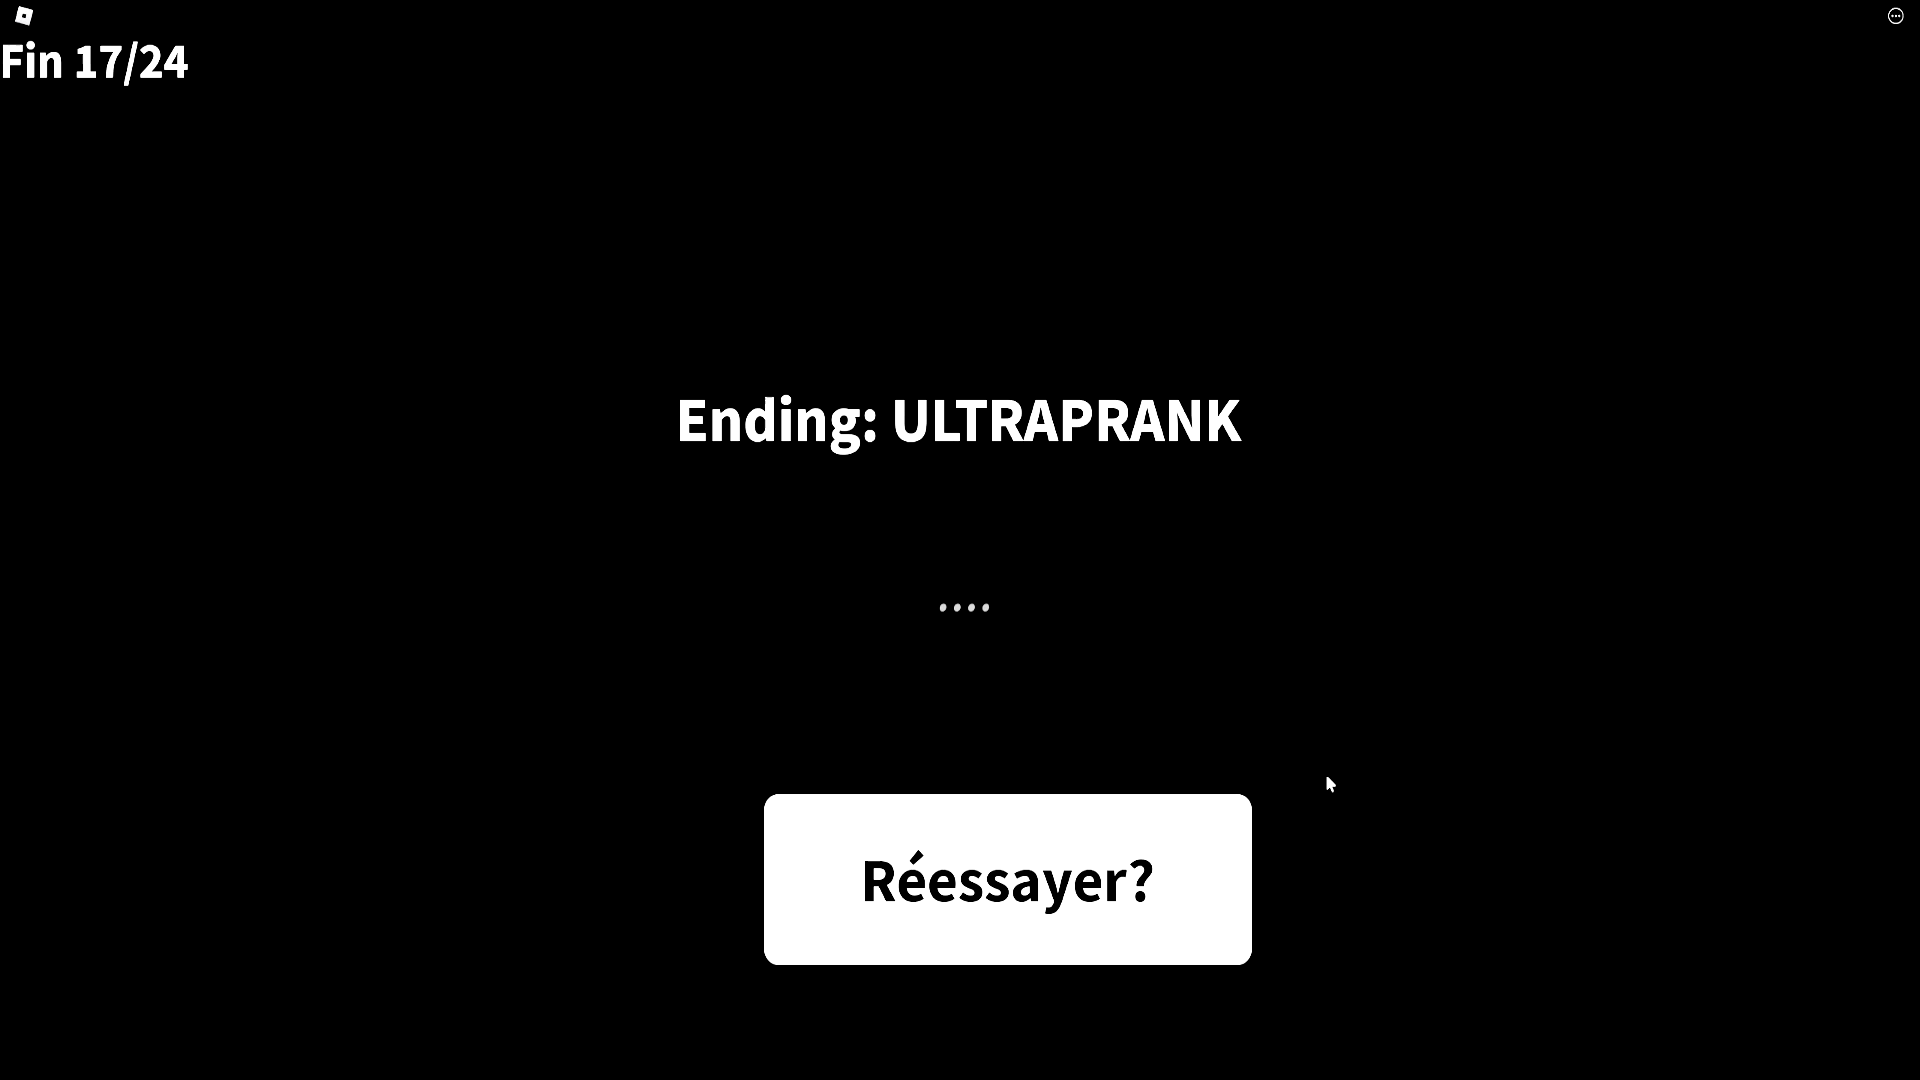 Fin 17/24
Ending: ULTRAPRANK
....
Réessayer?